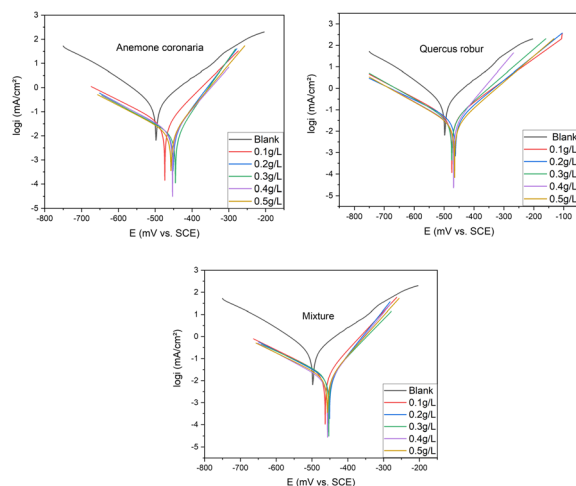 Anemone coronaria
logi (mA/cm²)
3
2
1
0
-1
-2
-3
-4
-5
Blank
0.1g/L
0.2g/L
0.3g/L
0.4g/L
0.5g/L
-800 -700 -600 -500 -400 -300 -200 -100
E (mV vs. SCE)
Quercus robur
logi (mA/cm²)
3
2
1
0
-1
-2
-3
-4
-5
Blank
0.1g/L
0.2g/L
0.3g/L
0.4g/L
0.5g/L
-800 -700 -600 -500 -400 -300 -200 -100
E (mV vs. SCE)
Mixture
logi (mA/cm²)
3
2
1
0
-1
-2
-3
-4
-5
Blank
0.1g/L
0.2g/L
0.3g/L
0.4g/L
0.5g/L
-800 -700 -600 -500 -400 -300 -200 -100
E (mV vs. SCE)